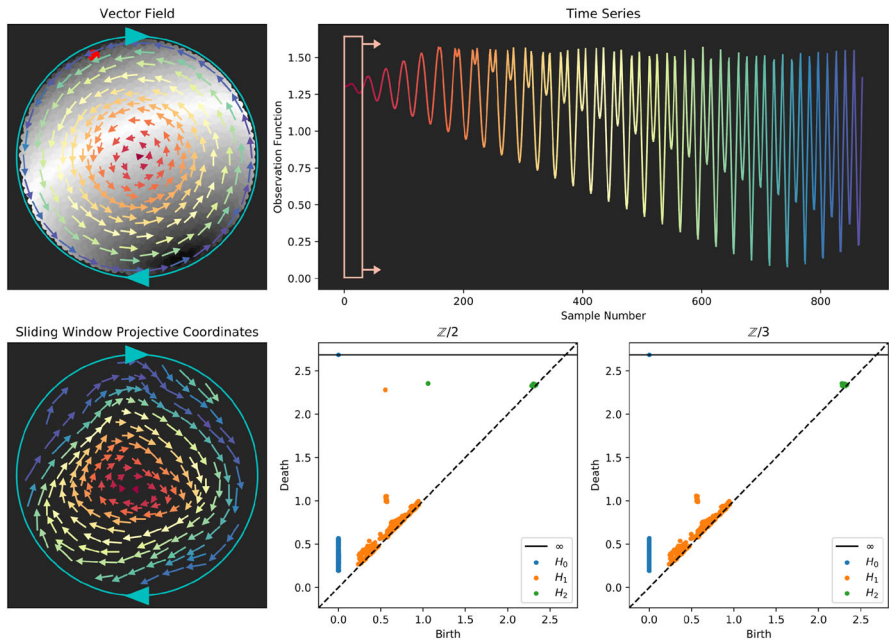 Vector Field
Time Series
Observation Function
1.50
1.25
1.00
0.75
0.50
0.25
0.00
0 200 400 600 800
Sample Number
Sliding Window Projective Coordinates
ℤ/2
Death
2.5
2.0
1.5
1.0
0.5
0.0
∞
H₀
H₁
H₂
0.0 0.5 1.0 1.5 2.0 2.5
Birth
ℤ/3
Death
2.5
2.0
1.5
1.0
0.5
0.0
∞
H₀
H₁
H₂
0.0 0.5 1.0 1.5 2.0 2.5
Birth